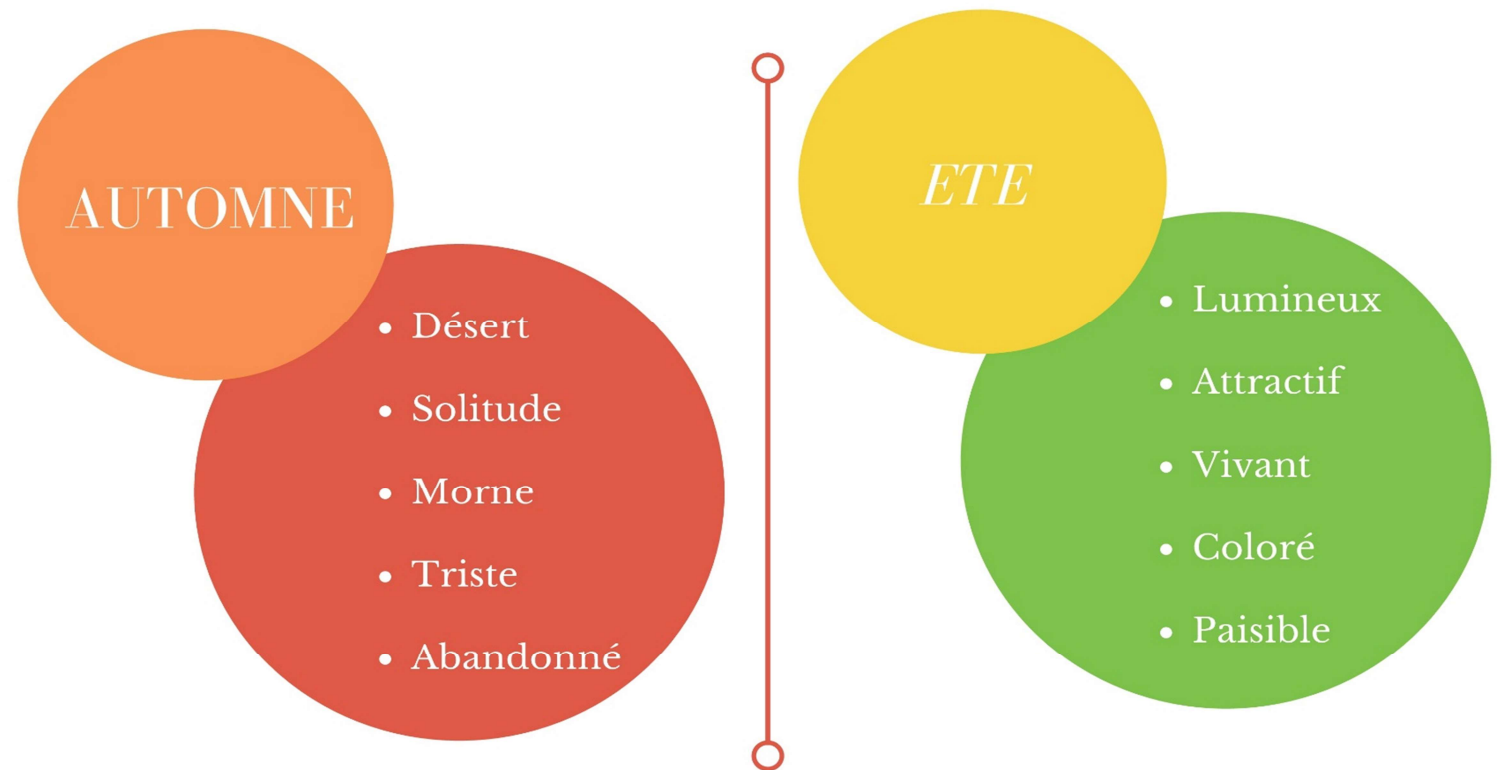 AUTOMNE
Désert
Solitude
Morne
Triste
Abandonné
ETE
Lumineux
Attractif
Vivant
Coloré
Paisible